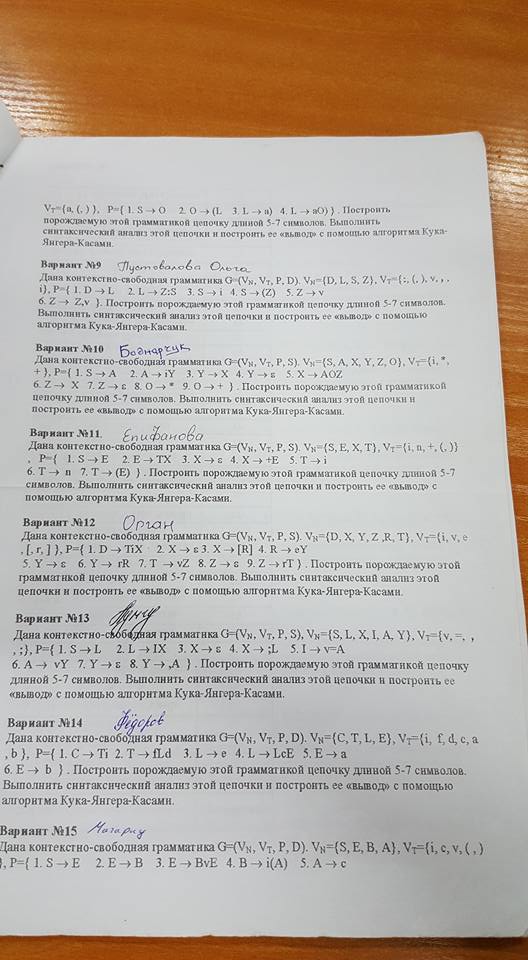 V_T={a, (, ) }, P={ 1. S → O 2. O → (L 3. L → a) 4. L → aO) } . Построить
порождаемую этой грамматикой цепочку длиной 5-7 символов. Выполнить
синтаксический анализ этой цепочки и построить ее «вывод» с помощью алгоритма Кука-
Янгера-Касами.
Вариант №9 Пустовалова Ольга
Дана контекстно-свободная грамматика G=(V_N, V_T, P, D). V_N={D, L, S, Z}, V_T={;, (, ), v, , ,
i}, P={ 1. D → L 2. L → Z:S 3. S → i 4. S → (Z) 5. Z → v
6. Z → Z,v }. Построить порождаемую этой грамматикой цепочку длиной 5-7 символов.
Выполнить синтаксический анализ этой цепочки и построить ее «вывод» с помощью
алгоритма Кука-Янгера-Касами.
Вариант №10 Боднарчук
Дана контекстно-свободная грамматика G=(V_N, V_T, P, S). V_N={S, A, X, Y, Z, O}, V_T={i, *,
+ }, P={ 1. S → A 2. A → iY 3. Y → X 4. Y → ε 5. X → AOZ
6. Z → X 7. Z → ε 8. O → * 9. O → + } . Построить порождаемую этой грамматикой
цепочку длиной 5-7 символов. Выполнить синтаксический анализ этой цепочки и
построить ее «вывод» с помощью алгоритма Кука-Янгера-Касами.
Вариант №11. Епифанова
Дана контекстно-свободная грамматика G=(V_N, V_T, P, S). V_N={S, E, X, T}, V_T={i, n, +, (, )}
, P={ 1. S → E 2. E → TX 3. X → ε 4. X → +E 5. T → i
6. T → n 7. T → (E) } . Построить порождаемую этой грамматикой цепочку длиной 5-7
символов. Выполнить синтаксический анализ этой цепочки и построить ее «вывод» с
помощью алгоритма Кука-Янгера-Касами.
Вариант №12 Орган
Дана контекстно-свободная грамматика G=(V_N, V_T, P, S). V_N={D, X, Y, Z ,R, T}, V_T={i, v, e
,[, r, ] }, P={ 1. D → TiX 2. X → ε 3. X → [R] 4. R → eY
5. Y → ε 6. Y → rR 7. T → vZ 8. Z → ε 9. Z → rT } . Построить порождаемую этой
грамматикой цепочку длиной 5-7 символов. Выполнить синтаксический анализ этой
цепочки и построить ее «вывод» с помощью алгоритма Кука-Янгера-Касами.
Вариант №13
Дана контекстно-свободная грамматика G=(V_N, V_T, P, S), V_N={S, L, X, I, A, Y}, V_T={v, =, ,
,;}, P={ 1. S → L 2. L → IX 3. X → ε 4. X → ;L 5. I → v=A
6. A → vY 7. Y → ε 8. Y → ,A } . Построить порождаемую этой грамматикой цепочку
длиной 5-7 символов. Выполнить синтаксический анализ этой цепочки и построить ее
«вывод» с помощью алгоритма Кука-Янгера-Касами.
Вариант №14 Фёдоров
Дана контекстно-свободная грамматика G=(V_N, V_T, P, D). V_N={C, T, L, E}, V_T={i, f, d, c, a
, b }, P={ 1. C → Ti 2. T → fLd 3. L → e 4. L → LcE 5. E → a
6. E → b } . Построить порождаемую этой грамматикой цепочку длиной 5-7 символов.
Выполнить синтаксический анализ этой цепочки и построить ее «вывод» с помощью
алгоритма Кука-Янгера-Касами.
Вариант №15
Дана контекстно-свободная грамматика G=(V_N, V_T, P, D). V_N={S, E, B, A}, V_T={i, c, v, ( , )
}, P={ 1. S → E 2. E → B 3. E → BvE 4. B → i(A) 5. A → c